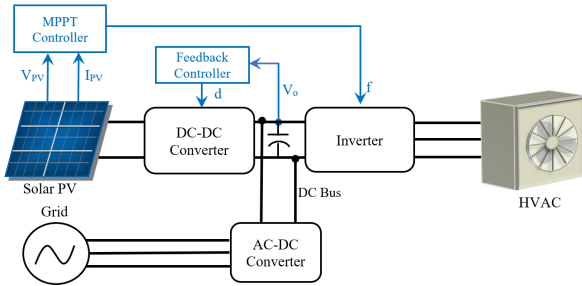 MPPT
Controller
Feedback
Controller
V_PV
I_PV
d
V_o
f
DC-DC
Converter
Inverter
Solar PV
DC Bus
HVAC
Grid
AC-DC
Converter